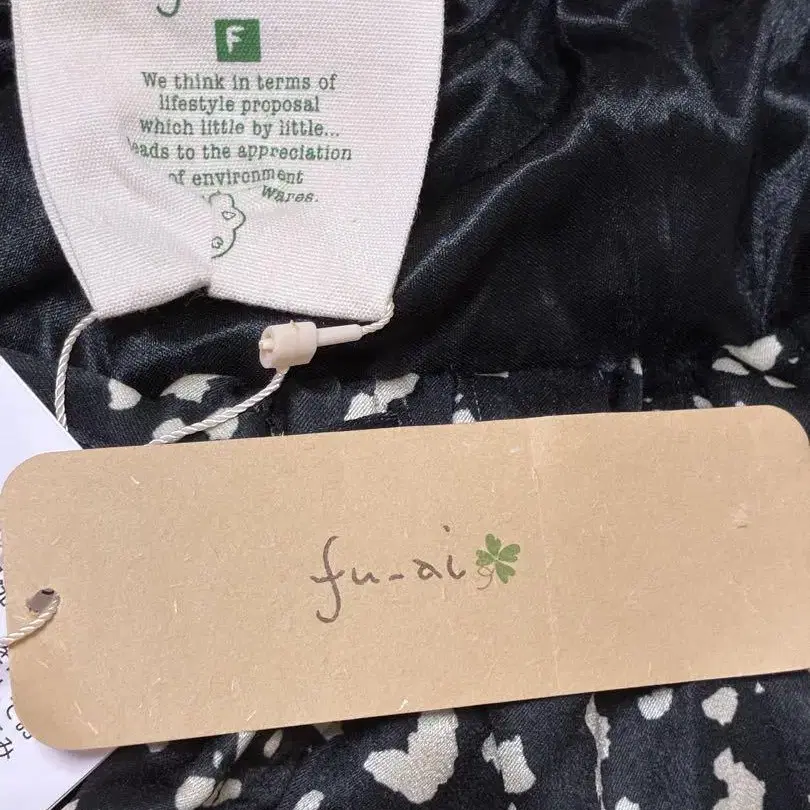 F
We think in terms of
lifestyle proposal
which little by little...
leads to the appreciation
of environment
wares.
fu-ai